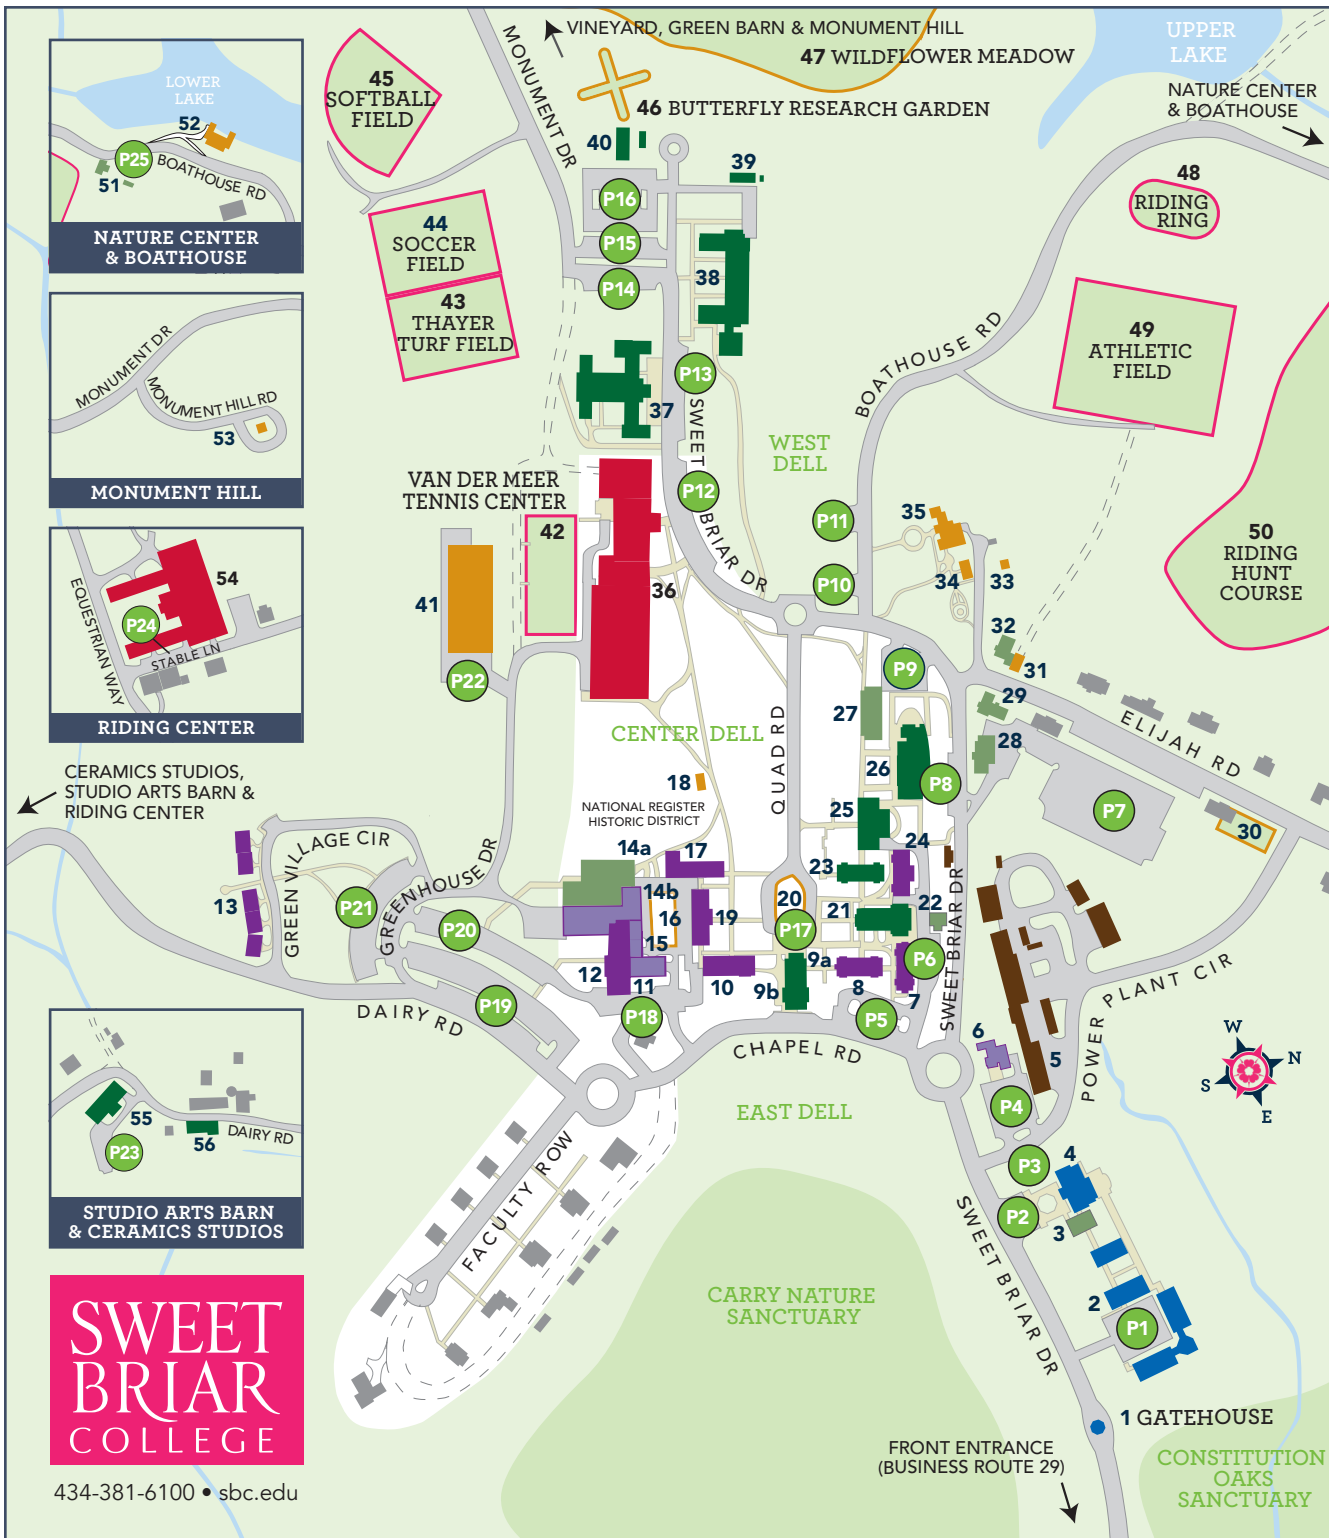 VINEYARD, GREEN BARN & MONUMENT HILL
47 WILDFLOWER MEADOW
UPPER
LAKE
NATURE CENTER
& BOATHOUSE
46 BUTTERFLY RESEARCH GARDEN
MONUMENT DR
45
SOFTBALL
FIELD
40
39
P16
P15
P14
44
SOCCER
FIELD
43
THAYER
TURF FIELD
38
48
RIDING
RING
49
ATHLETIC
FIELD
BOATHOUSE RD
P13
37
SWEET BRIAR DR
WEST
DELL
VAN DER MEER
TENNIS CENTER
P12
P11
P10
35
34
33
32
31
50
RIDING
HUNT
COURSE
42
41
36
P22
P9
29
28
27
26
ELIJAH RD
CENTER DELL
QUAD RD
P8
P7
18
NATIONAL REGISTER
HISTORIC DISTRICT
25
30
CERAMICS STUDIOS,
STUDIO ARTS BARN &
RIDING CENTER
GREEN VILLAGE CIR
GREENHOUSE DR
14a
17
24
23
14b
13
P21
P20
16
19
20
21
22
P17
SWEET BRIAR DR
15
12
11
10
9a
9b
8
7
P6
P5
P19
P18
DAIRY RD
CHAPEL RD
POWER PLANT CIR
6
5
P4
W
N
S
E
EAST DELL
P3
4
P2
3
FACULTY ROW
SWEET BRIAR DR
CARRY NATURE
SANCTUARY
2
P1
1 GATEHOUSE
FRONT ENTRANCE
(BUSINESS ROUTE 29)
CONSTITUTION
OAKS
SANCTUARY
LOWER
LAKE
52
P25
BOATHOUSE RD
51
NATURE CENTER
& BOATHOUSE
MONUMENT DR
MONUMENT HILL RD
53
MONUMENT HILL
54
P24
EQUESTRIAN WAY
STABLE LN
RIDING CENTER
55
56
P23
DAIRY RD
STUDIO ARTS BARN
& CERAMICS STUDIOS
SWEET
BRIAR
COLLEGE
434-381-6100 • sbc.edu